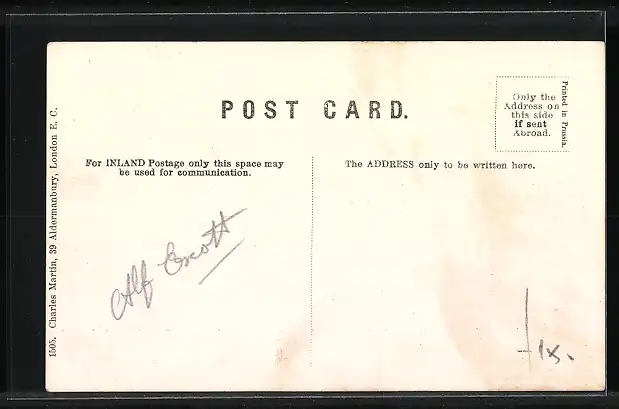 POST CARD.
Only the
Address on
this side
if sent
Abroad.
Printed in Prussia.
For INLAND Postage only this space may
be used for communication.
The ADDRESS only to be written here.
1505. Charles Martin, 39 Aldermanbury, London E. C.
Alf